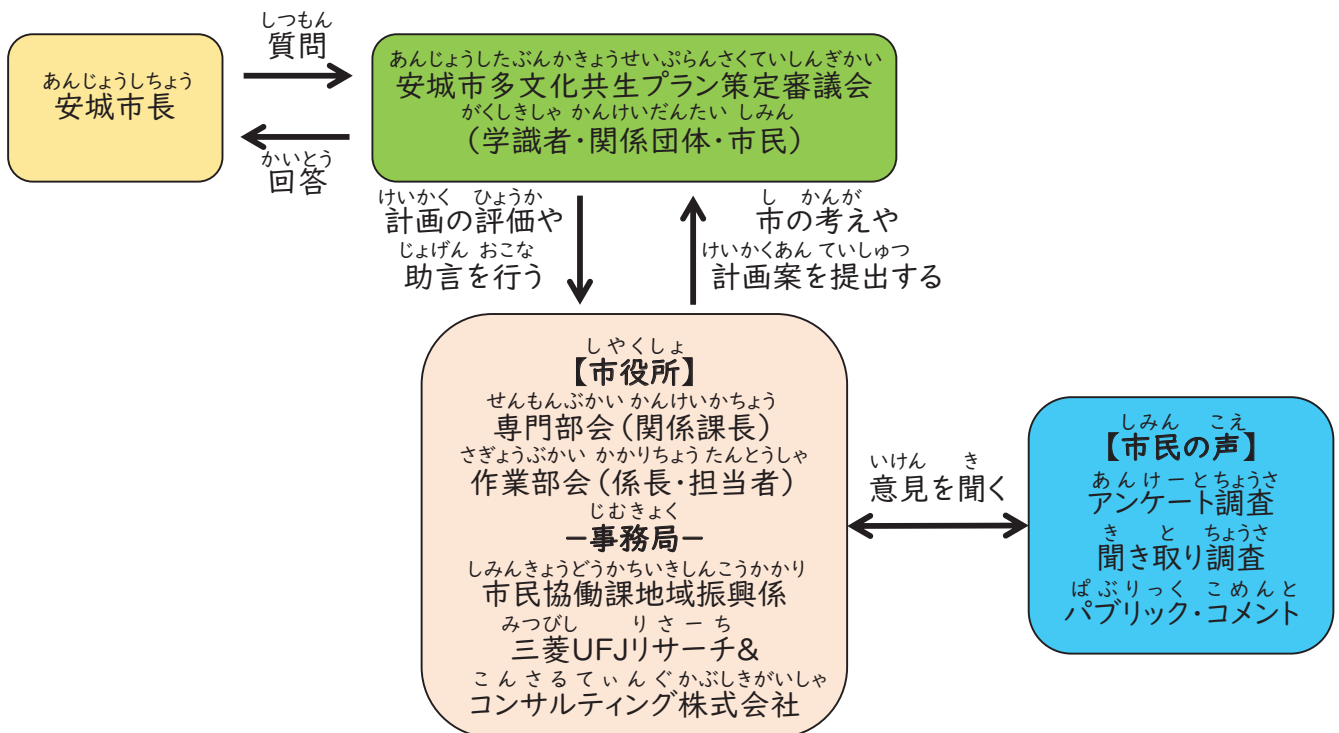 しつもん
質問
あんじょうしちょう
安城市長
かいとう
回答
あんじょうしたぶんかきょうせいぷらんさくていしんぎかい
安城市多文化共生プラン策定審議会
がくしきしゃ かんけいだんたい しみん
(学識者・関係団体・市民)
けいかく ひょうか
計画の評価や
じょげん おこな
助言を行う
し かんが
市の考えや
けいかくあん ていしゅつ
計画案を提出する
しやくしょ
【市役所】
せんもんぶかい かんけいかちょう
専門部会(関係課長)
さぎょうぶかい かかりちょう たんとうしゃ
作業部会(係長・担当者)
じむきょく
−事務局−
しみんきょうどうかちいきしんこうかかり
市民協働課地域振興係
みつびし りさーち
三菱UFJリサーチ&
こんさるてぃんぐかぶしきがいしゃ
コンサルティング株式会社
いけん き
意見を聞く
しみん こえ
【市民の声】
あんけーとちょうさ
アンケート調査
き と ちょうさ
聞き取り調査
ぱぶりっく こめんと
パブリック・コメント